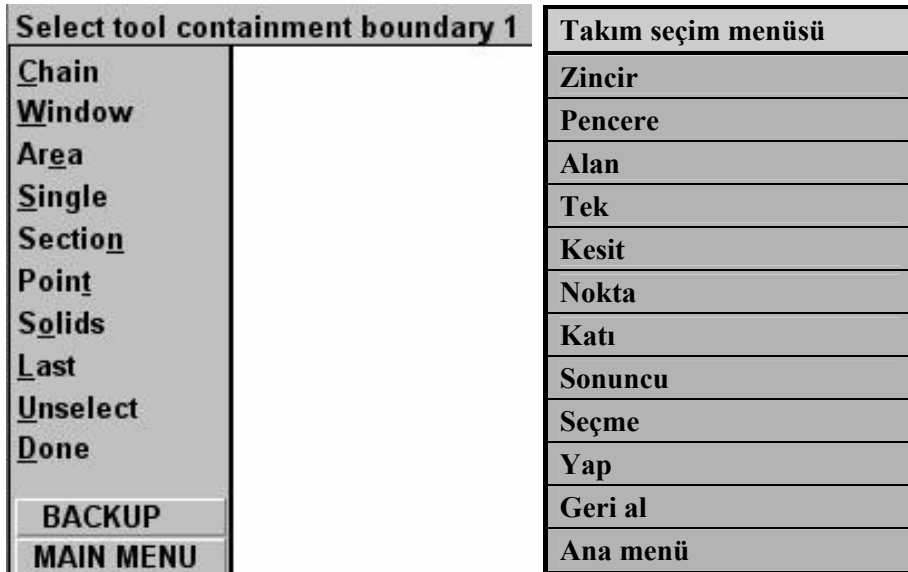 Select tool containment boundary 1
Chain
Window
Area
Single
Section
Point
Solids
Last
Unselect
Done
BACKUP
MAIN MENU
Takım seçim menüsü
Zincir
Pencere
Alan
Tek
Kesit
Nokta
Katı
Sonuncu
Seçme
Yap
Geri al
Ana menü